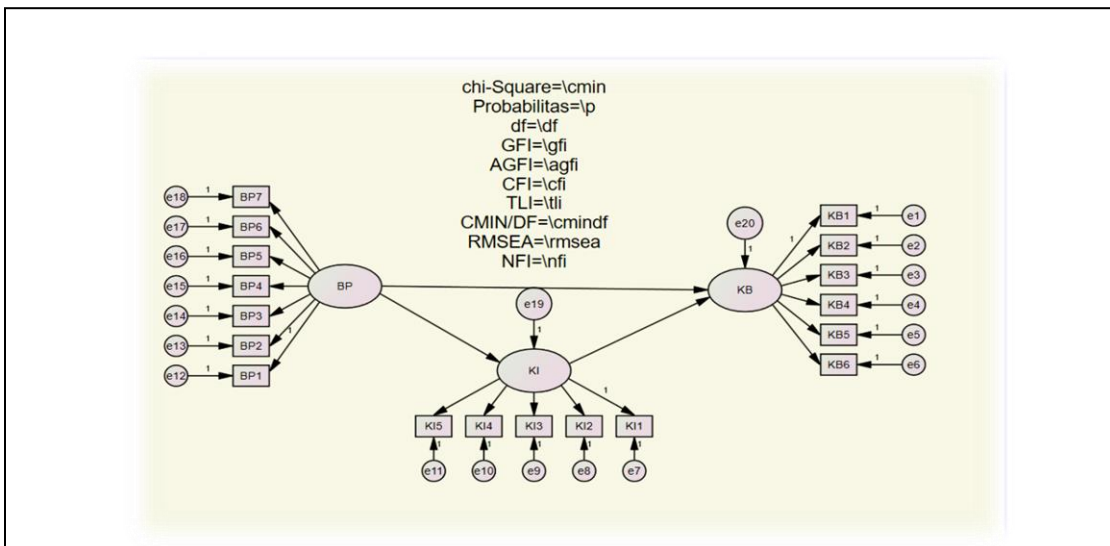 chi-Square=\cmin
Probabilitas=\p
df=\df
GFI=\gfi
AGFI=\agfi
CFI=\cfi
TLI=\tli
CMIN/DF=\cmindf
RMSEA=\rmsea
NFI=\nfi
e18 1 BP7
e17 1 BP6
e16 1 BP5
e15 1 BP4
e14 1 BP3
e13 1 BP2
e12 1 BP1
1
BP
e19
1
KI
1
KI5 KI4 KI3 KI2 KI1
1 1 1 1 1
e11 e10 e9 e8 e7
e20
1
KB
1
KB1 1 e1
KB2 1 e2
KB3 1 e3
KB4 1 e4
KB5 1 e5
KB6 1 e6